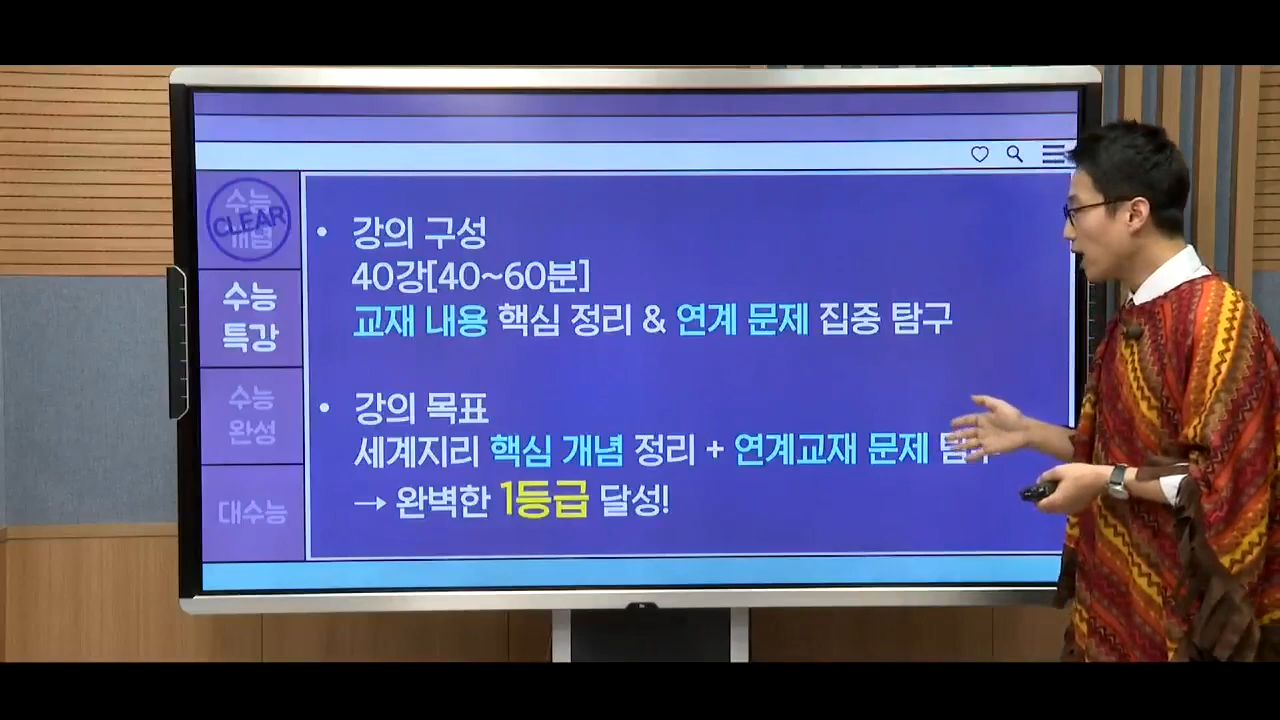 수능
개념
CLEAR
수능
특강
수능
완성
대수능
• 강의 구성
40강[40~60분]
교재 내용 핵심 정리 & 연계 문제 집중 탐구
• 강의 목표
세계지리 핵심 개념 정리 + 연계교재 문제
→ 완벽한 1등급 달성!